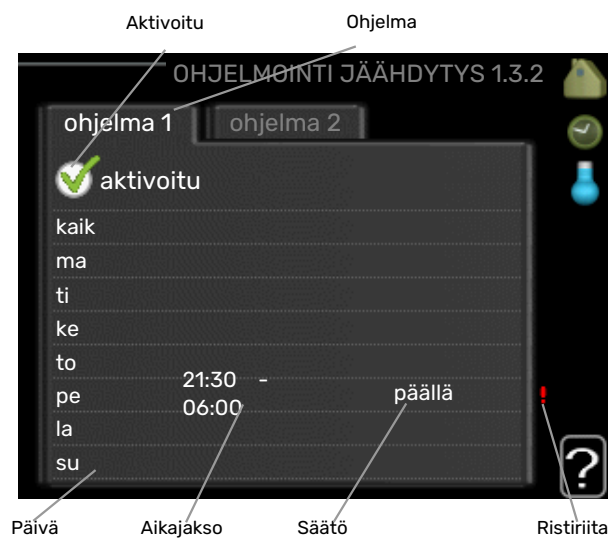 Aktivoitu Ohjelma
OHJELMOINTI JÄÄHDYTYS 1.3.2
ohjelma 1 ohjelma 2
aktivoitu
kaik
ma
ti
ke
to
pe 21:30 - 06:00 päällä !
la
su
?
Päivä Aikajakso Säätö Ristiriita